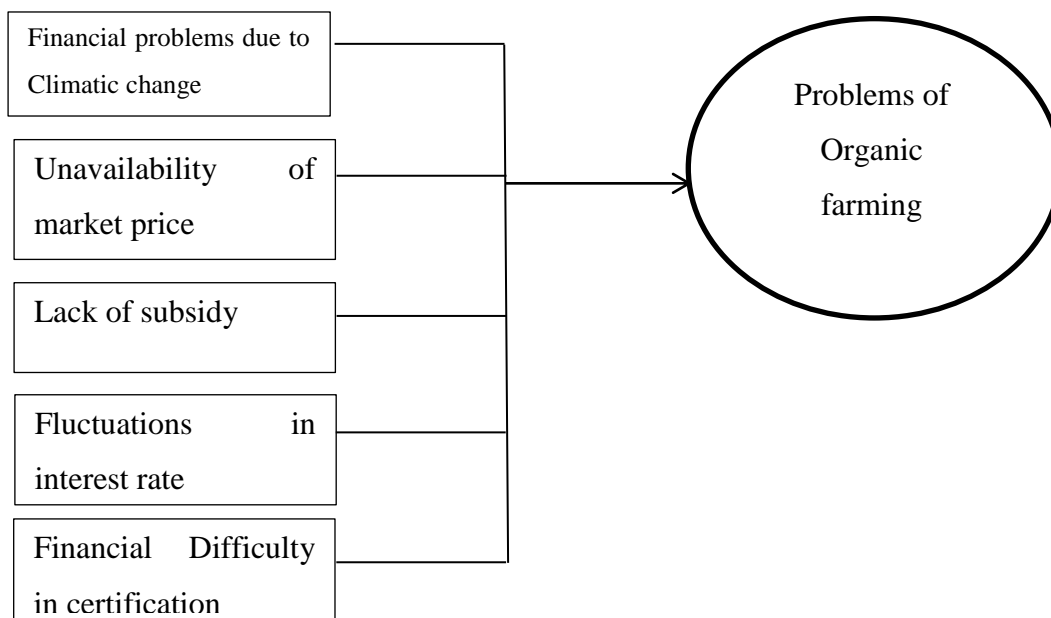 Financial problems due to
Climatic change
Unavailability of
market price
Lack of subsidy
Fluctuations in
interest rate
Financial Difficulty
in certification
Problems of
Organic
farming